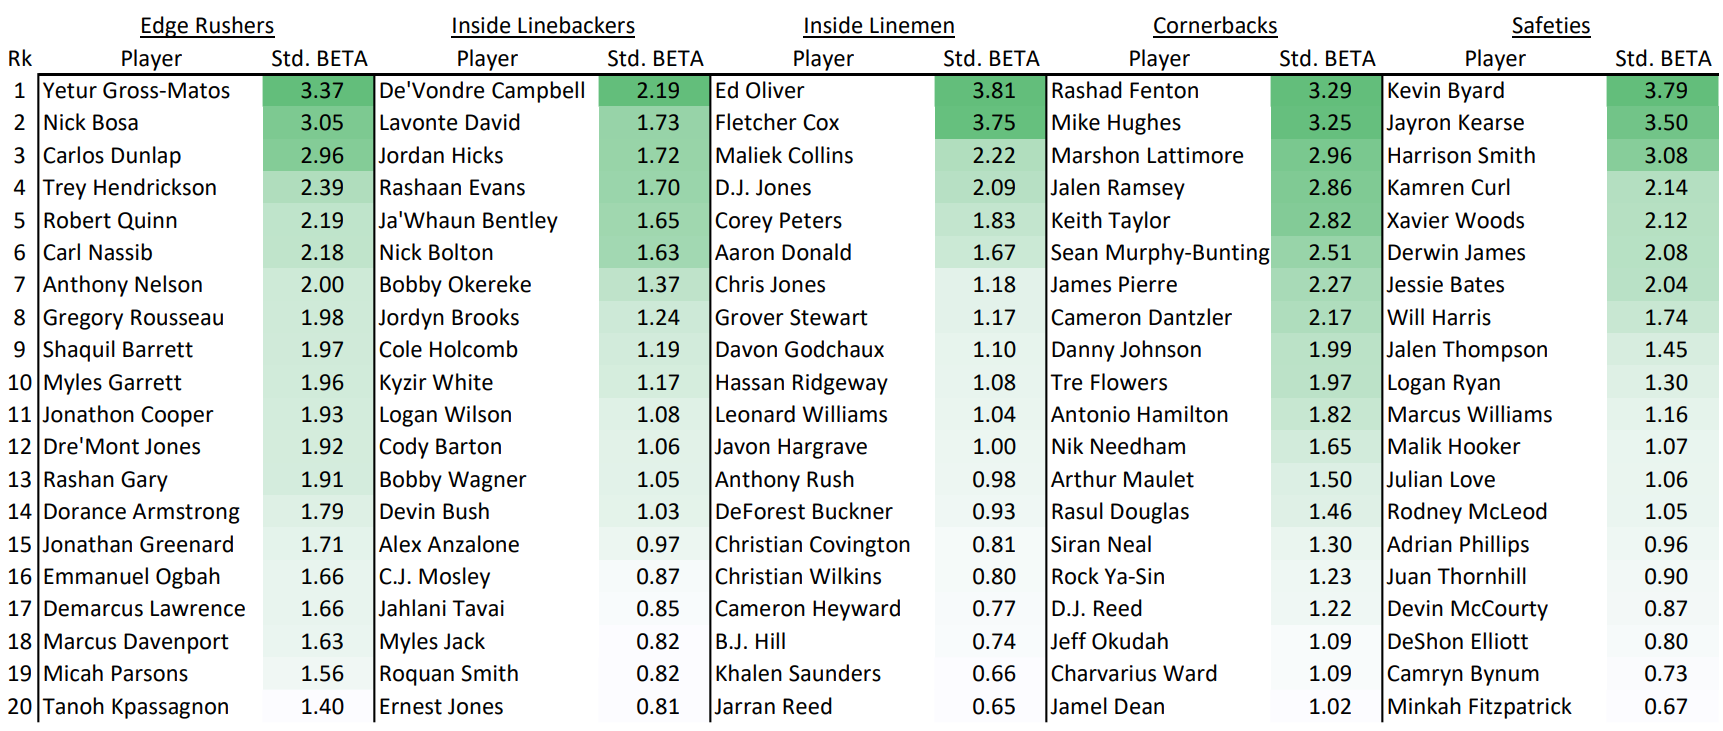 Edge Rushers Inside Linebackers Inside Linemen Cornerbacks Safeties
Rk Player Std. BETA Player Std. BETA Player Std. BETA Player Std. BETA Player Std. BETA
1 Yetur Gross-Matos 3.37 De'Vondre Campbell 2.19 Ed Oliver 3.81 Rashad Fenton 3.29 Kevin Byard 3.79
2 Nick Bosa 3.05 Lavonte David 1.73 Fletcher Cox 3.75 Mike Hughes 3.25 Jayron Kearse 3.50
3 Carlos Dunlap 2.96 Jordan Hicks 1.72 Maliek Collins 2.22 Marshon Lattimore 2.96 Harrison Smith 3.08
4 Trey Hendrickson 2.39 Rashaan Evans 1.70 D.J. Jones 2.09 Jalen Ramsey 2.86 Kamren Curl 2.14
5 Robert Quinn 2.19 Ja'Whaun Bentley 1.65 Corey Peters 1.83 Keith Taylor 2.82 Xavier Woods 2.12
6 Carl Nassib 2.18 Nick Bolton 1.63 Aaron Donald 1.67 Sean Murphy-Bunting 2.51 Derwin James 2.08
7 Anthony Nelson 2.00 Bobby Okereke 1.37 Chris Jones 1.18 James Pierre 2.27 Jessie Bates 2.04
8 Gregory Rousseau 1.98 Jordyn Brooks 1.24 Grover Stewart 1.17 Cameron Dantzler 2.17 Will Harris 1.74
9 Shaquil Barrett 1.97 Cole Holcomb 1.19 Davon Godchaux 1.10 Danny Johnson 1.99 Jalen Thompson 1.45
10 Myles Garrett 1.96 Kyzir White 1.17 Hassan Ridgeway 1.08 Tre Flowers 1.97 Logan Ryan 1.30
11 Jonathon Cooper 1.93 Logan Wilson 1.08 Leonard Williams 1.04 Antonio Hamilton 1.82 Marcus Williams 1.16
12 Dre'Mont Jones 1.92 Cody Barton 1.06 Javon Hargrave 1.00 Nik Needham 1.65 Malik Hooker 1.07
13 Rashan Gary 1.91 Bobby Wagner 1.05 Anthony Rush 0.98 Arthur Maulet 1.50 Julian Love 1.06
14 Dorance Armstrong 1.79 Devin Bush 1.03 DeForest Buckner 0.93 Rasul Douglas 1.46 Rodney McLeod 1.05
15 Jonathan Greenard 1.71 Alex Anzalone 0.97 Christian Covington 0.81 Siran Neal 1.30 Adrian Phillips 0.96
16 Emmanuel Ogbah 1.66 C.J. Mosley 0.87 Christian Wilkins 0.80 Rock Ya-Sin 1.23 Juan Thornhill 0.90
17 Demarcus Lawrence 1.66 Jahlani Tavai 0.85 Cameron Heyward 0.77 D.J. Reed 1.22 Devin McCourty 0.87
18 Marcus Davenport 1.63 Myles Jack 0.82 B.J. Hill 0.74 Jeff Okudah 1.09 DeShon Elliott 0.80
19 Micah Parsons 1.56 Roquan Smith 0.82 Khalen Saunders 0.66 Charvarius Ward 1.09 Camryn Bynum 0.73
20 Tanoh Kpassagnon 1.40 Ernest Jones 0.81 Jarran Reed 0.65 Jamel Dean 1.02 Minkah Fitzpatrick 0.67